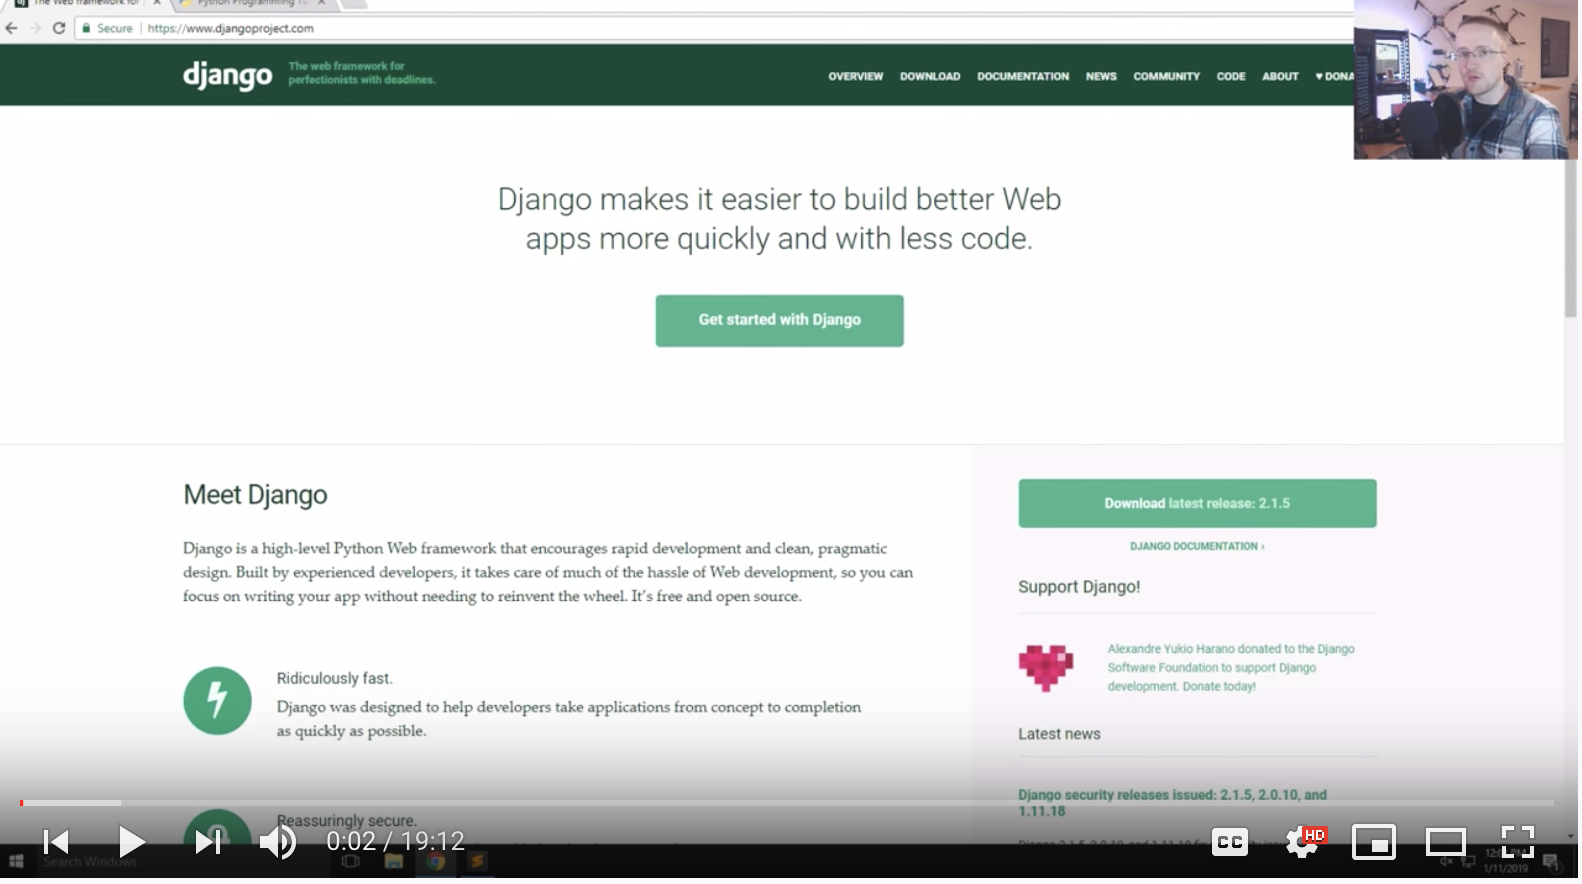 The Web framework for
Python Programming
Secure
https://www.djangoproject.com
django
The web framework for
perfectionists with deadlines.
OVERVIEW
DOWNLOAD
DOCUMENTATION
NEWS
COMMUNITY
CODE
ABOUT
♥ DONA
Django makes it easier to build better Web
apps more quickly and with less code.
Get started with Django
Meet Django
Django is a high-level Python Web framework that encourages rapid development and clean, pragmatic
design. Built by experienced developers, it takes care of much of the hassle of Web development, so you can
focus on writing your app without needing to reinvent the wheel. It’s free and open source.
Ridiculously fast.
Django was designed to help developers take applications from concept to completion
as quickly as possible.
Reassuringly secure.
Download latest release: 2.1.5
DJANGO DOCUMENTATION ›
Support Django!
Alexandre Yukio Harano donated to the Django
Software Foundation to support Django
development. Donate today!
Latest news
Django security releases issued: 2.1.5, 2.0.10, and
1.11.18
0:02 / 19:12
CC
HD
Search Windows
1/11/2019